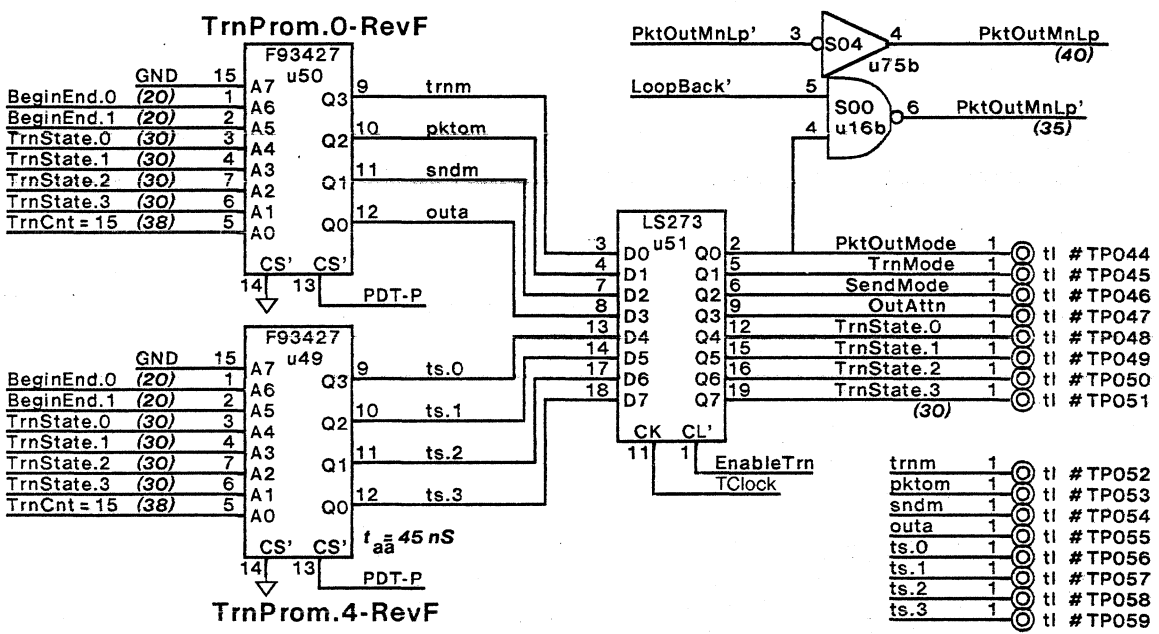 TrnProm.0-RevF
F93427
u50
GND 15 A7
BeginEnd.0 (20) 1 A6
BeginEnd.1 (20) 2 A5
TrnState.0 (30) 3 A4
TrnState.1 (30) 4 A3
TrnState.2 (30) 7 A2
TrnState.3 (30) 6 A1
TrnCnt = 15 (38) 5 A0
Q3 9 trnm
Q2 10 pktom
Q1 11 sndm
Q0 12 outa
CS' CS'
14 13
PDT-P
F93427
u49
GND 15 A7
BeginEnd.0 (20) 1 A6
BeginEnd.1 (20) 2 A5
TrnState.0 (30) 3 A4
TrnState.1 (30) 4 A3
TrnState.2 (30) 7 A2
TrnState.3 (30) 6 A1
TrnCnt = 15 (38) 5 A0
Q3 9 ts.0
Q2 10 ts.1
Q1 11 ts.2
Q0 12 ts.3
taa = 45 nS
CS' CS'
14 13
PDT-P
TrnProm.4-RevF
PktOutMnLp' 3 S04 4 PktOutMnLp
u75b (40)
LoopBack' 5
S00 6 PktOutMnLp'
4 u16b (35)
LS273
u51
3 D0 Q0 2 PktOutMode 1 tl #TP044
4 D1 Q1 5 TrnMode 1 tl #TP045
7 D2 Q2 6 SendMode 1 tl #TP046
8 D3 Q3 9 OutAttn 1 tl #TP047
13 D4 Q4 12 TrnState.0 1 tl #TP048
14 D5 Q5 15 TrnState.1 1 tl #TP049
17 D6 Q6 16 TrnState.2 1 tl #TP050
18 D7 Q7 19 TrnState.3 1 tl #TP051
(30)
CK CL'
11 1
EnableTrn
TClock
trnm 1 tl #TP052
pktom 1 tl #TP053
sndm 1 tl #TP054
outa 1 tl #TP055
ts.0 1 tl #TP056
ts.1 1 tl #TP057
ts.2 1 tl #TP058
ts.3 1 tl #TP059